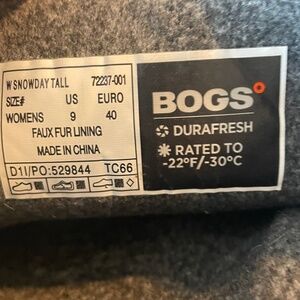 W SNOWDAY TALL 72237-001
SIZE# US EURO
WOMENS 9 40
FAUX FUR LINING
MADE IN CHINA
D1I/PO:529844 TC66
BOGS°
DURAFRESH
RATED TO
-22°F/-30°C